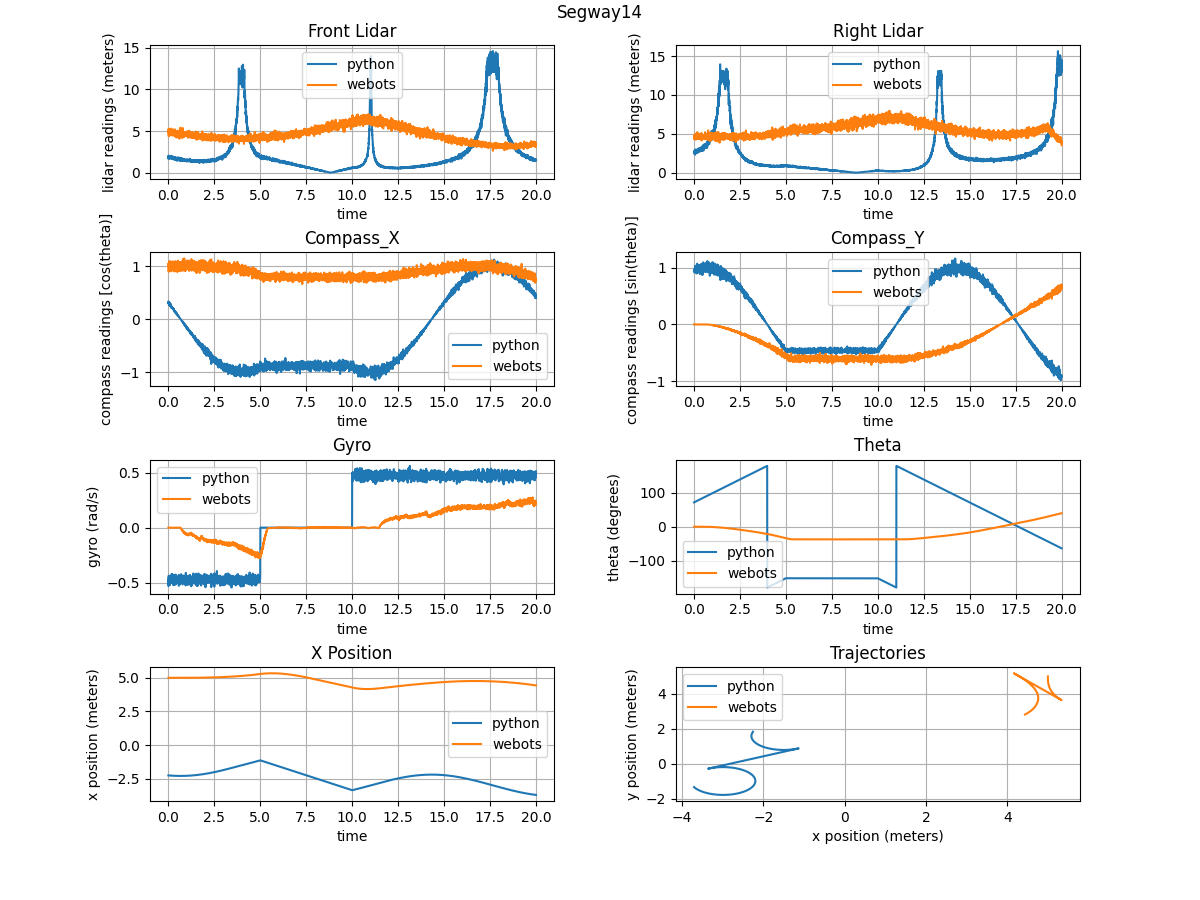 Segway14
Front Lidar
lidar readings (meters)
15
10
5
0
python
webots
0.0 2.5 5.0 7.5 10.0 12.5 15.0 17.5 20.0
time
Right Lidar
lidar readings (meters)
15
10
5
0
python
webots
0.0 2.5 5.0 7.5 10.0 12.5 15.0 17.5 20.0
time
Compass_X
compass readings [cos(theta)]
1
0
−1
python
webots
0.0 2.5 5.0 7.5 10.0 12.5 15.0 17.5 20.0
time
Compass_Y
compass readings [sin(theta)]
1
0
−1
python
webots
0.0 2.5 5.0 7.5 10.0 12.5 15.0 17.5 20.0
time
Gyro
gyro (rad/s)
0.5
0.0
−0.5
python
webots
0.0 2.5 5.0 7.5 10.0 12.5 15.0 17.5 20.0
time
Theta
theta (degrees)
100
0
−100
python
webots
0.0 2.5 5.0 7.5 10.0 12.5 15.0 17.5 20.0
time
X Position
x position (meters)
5.0
2.5
0.0
−2.5
python
webots
0.0 2.5 5.0 7.5 10.0 12.5 15.0 17.5 20.0
time
Trajectories
y position (meters)
4
2
0
−2
python
webots
−4 −2 0 2 4
x position (meters)